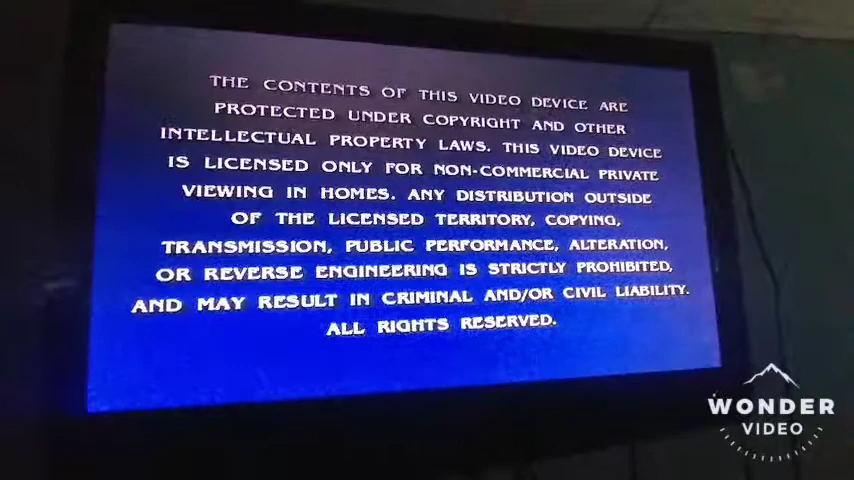 THE CONTENTS OF THIS VIDEO DEVICE ARE
PROTECTED UNDER COPYRIGHT AND OTHER
INTELLECTUAL PROPERTY LAWS. THIS VIDEO DEVICE
IS LICENSED ONLY FOR NON-COMMERCIAL PRIVATE
VIEWING IN HOMES. ANY DISTRIBUTION OUTSIDE
OF THE LICENSED TERRITORY, COPYING,
TRANSMISSION, PUBLIC PERFORMANCE, ALTERATION,
OR REVERSE ENGINEERING IS STRICTLY PROHIBITED,
AND MAY RESULT IN CRIMINAL AND/OR CIVIL LIABILITY.
ALL RIGHTS RESERVED.
WONDER
VIDEO